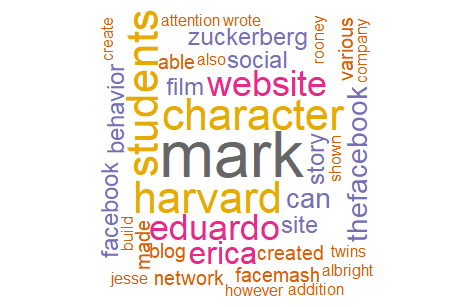 create
attention wrote
zuckerberg
rooney
various
company
students
able
also
social
behavior
film
website
character
mark
story
shown
thefacebook
facebook
harvard
can
eduardo
site
build
made
blog
erica
created
twins
albright
jesse
network
facemash
however
addition